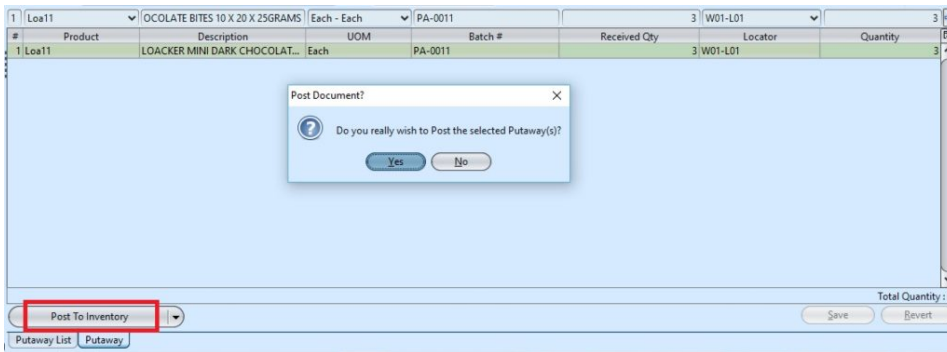 1 Loa11 OCOLATE BITES 10 X 20 X 25GRAMS Each - Each PA-0011 3 W01-L01 3
# Product Description UOM Batch # Received Qty Locator Quantity
1 Loa11 LOACKER MINI DARK CHOCOLAT... Each PA-0011 3 W01-L01 3
Post Document?
Do you really wish to Post the selected Putaway(s)?
Yes No
Total Quantity :
Post To Inventory Save Revert
Putaway List Putaway